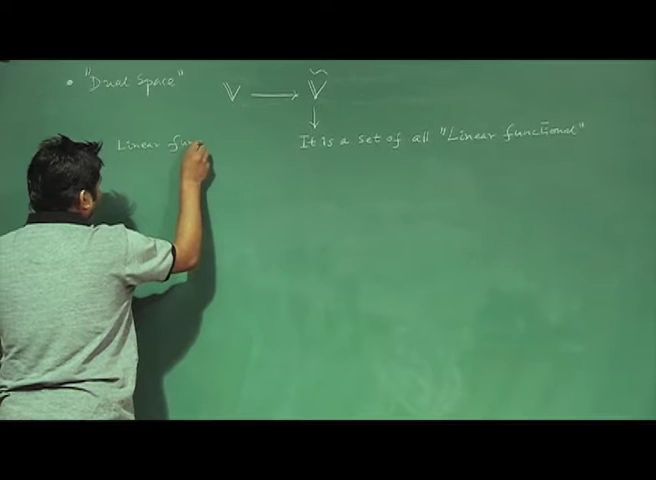 • "Dual Space"
V → Ṽ
↓
It is a set of all "Linear functional"
Linear fun